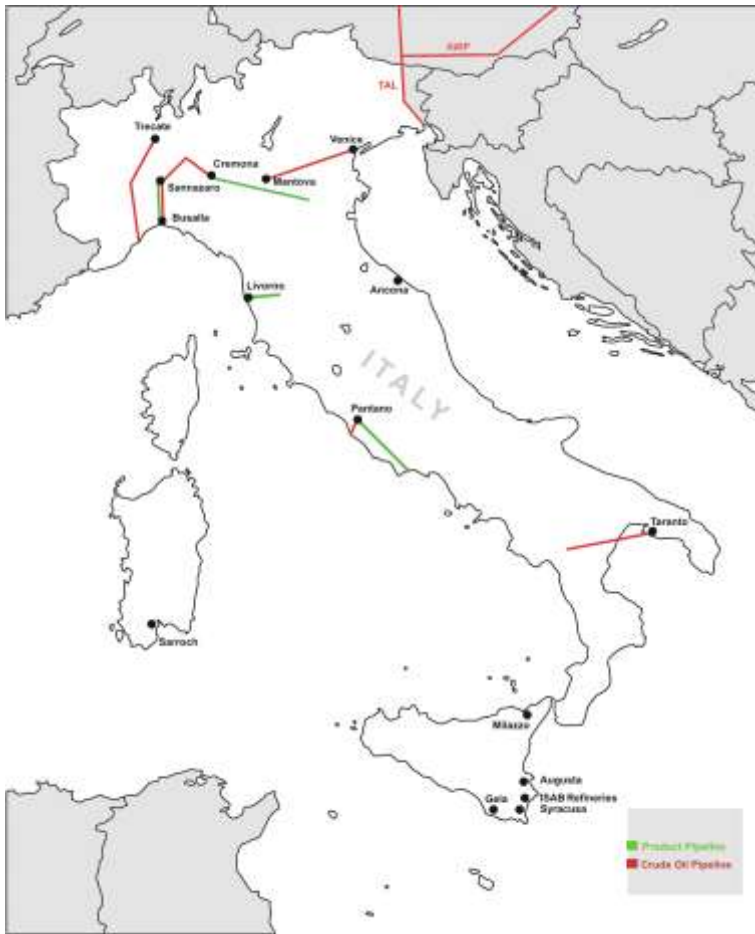 AWP
TAL
Trecate
Venice
Cremona
Sannazaro
Mantova
Busalla
Livorno
Ancona
ITALY
Pantano
Taranto
Sarroch
Milazzo
Augusta
Gela
ISAB Refineries
Syracusa
Product Pipeline
Crude Oil Pipeline